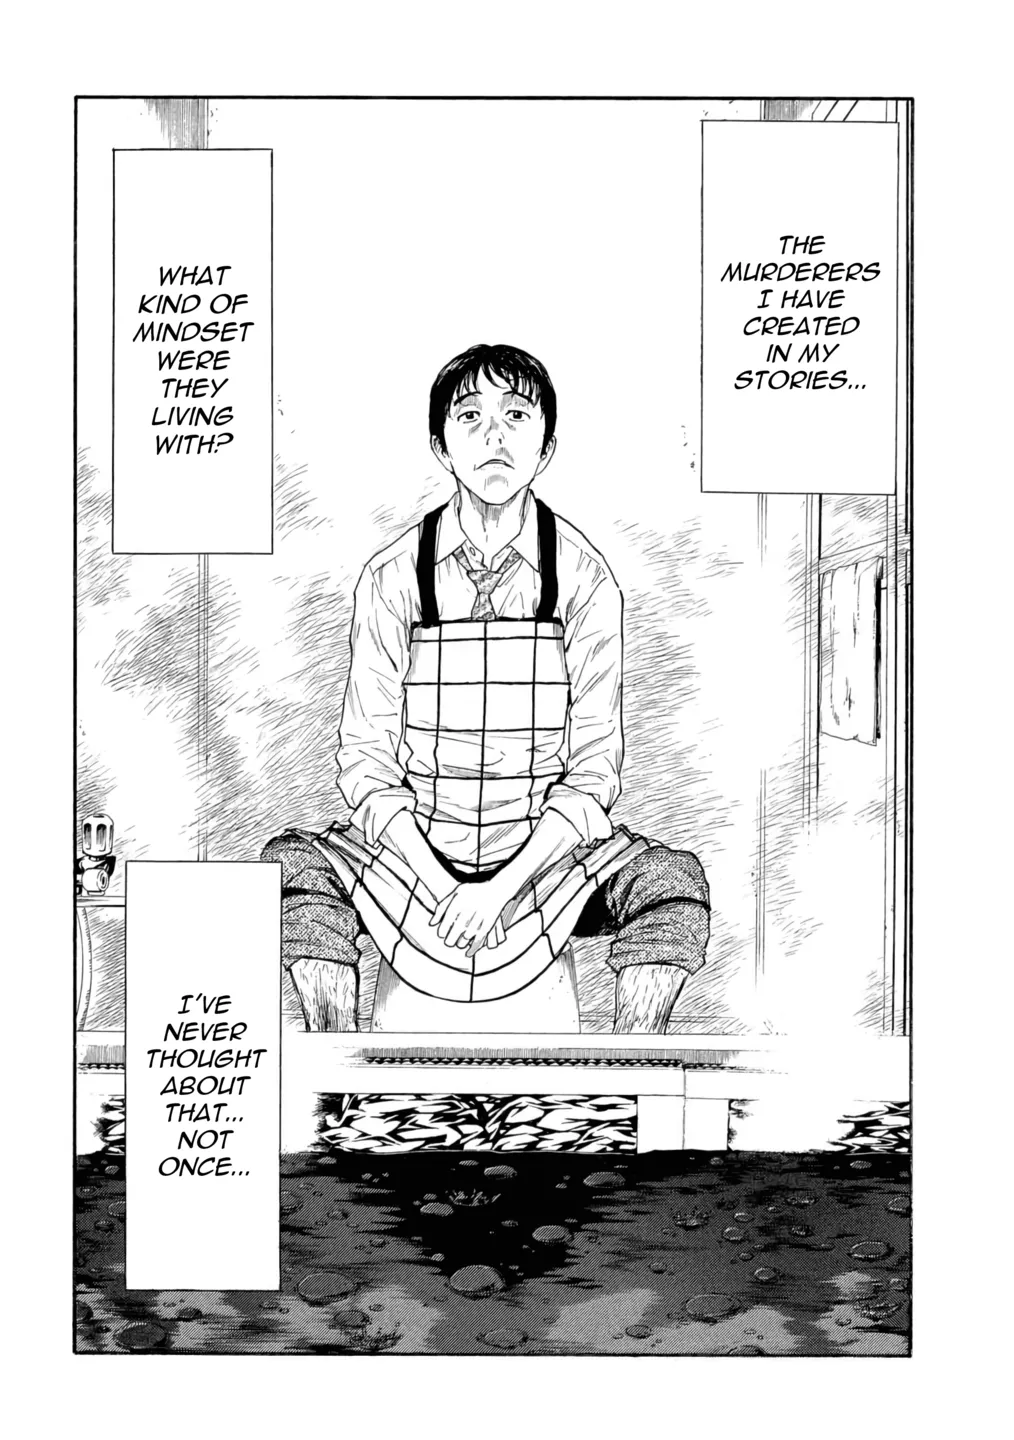 THE
MURDERERS
I HAVE
CREATED
IN MY
STORIES...
WHAT
KIND OF
MINDSET
WERE
THEY
LIVING
WITH?
I'VE
NEVER
THOUGHT
ABOUT
THAT...
NOT
ONCE...